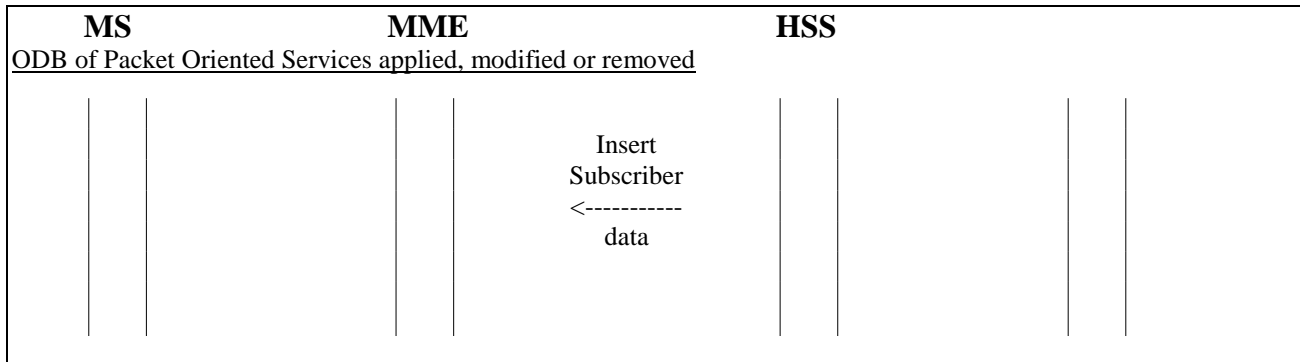 MS MME HSS
ODB of Packet Oriented Services applied, modified or removed
Insert
Subscriber
<-----------
data